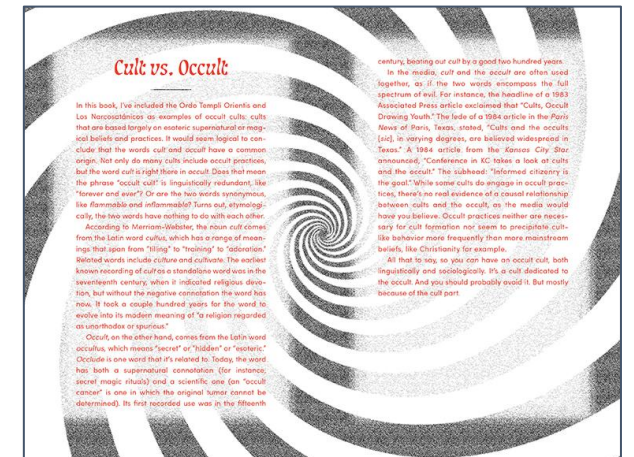 Cult vs. Occult
In this book, I've included the Ordo Templi Orientis and
Los Narcosatánicos as examples of occult cults: cults
that are based largely on esoteric supernatural or mag-
ical beliefs and practices. It would seem logical to con-
clude that the words cult and occult have a common
origin. Not only do many cults include occult practices,
but the word cult is right there in occult. Does that mean
the phrase "occult cult" is linguistically redundant, like
"forever and ever"? Or are the two words synonymous,
like flammable and inflammable? Turns out, etymologi-
cally, the two words have nothing to do with each other.
According to Merriam-Webster, the noun cult comes
from the Latin word cultus, which has a range of mean-
ings that span from "tilling" to "training" to "adoration."
Related words include culture and cultivate. The earliest
known recording of cult as a standalone word was in the
seventeenth century, when it indicated religious devo-
tion, but without the negative connotation the word has
now. It took a couple hundred years for the word to
evolve into its modern meaning of "a religion regarded
as unorthodox or spurious."
Occult, on the other hand, comes from the Latin word
occultus, which means "secret" or "hidden" or "esoteric."
Occlude is one word that it's related to. Today, the word
has both a supernatural connotation (for instance,
secret magic rituals) and a scientific one (an "occult
cancer" is one in which the original tumor cannot be
determined). Its first recorded use was in the fifteenth
century, bearing out cult by a good two hundred years.
In the media, cult and the occult are often used
together, as if the two words encompass the full
spectrum of evil. For instance, the headline of a 1983
Associated Press article exclaimed that "Cults, Occult
Drawing Youth." The lede of a 1984 article in the Paris
News of Paris, Texas, stated, "Cults and the occults
[sic], in varying degrees, are believed widespread in
Texas." A 1984 article from the Kansas City Star
announced, "Conference in KC takes a look at cults
and the occult." The subhead: "Informed citizenry is
the goal." While some cults do engage in occult prac-
tices, there's no real evidence of a causal relationship
between cults and the occult, as the media would
have you believe. Occult practices neither are neces-
sary for cult formation nor seem to precipitate cult-
like behavior more frequently than more mainstream
beliefs, like Christianity for example.
All that to say, so you can have an occult cult, both
linguistically and sociologically. It's a cult dedicated to
the occult. And you should probably avoid it. But mostly
because of the cult part.